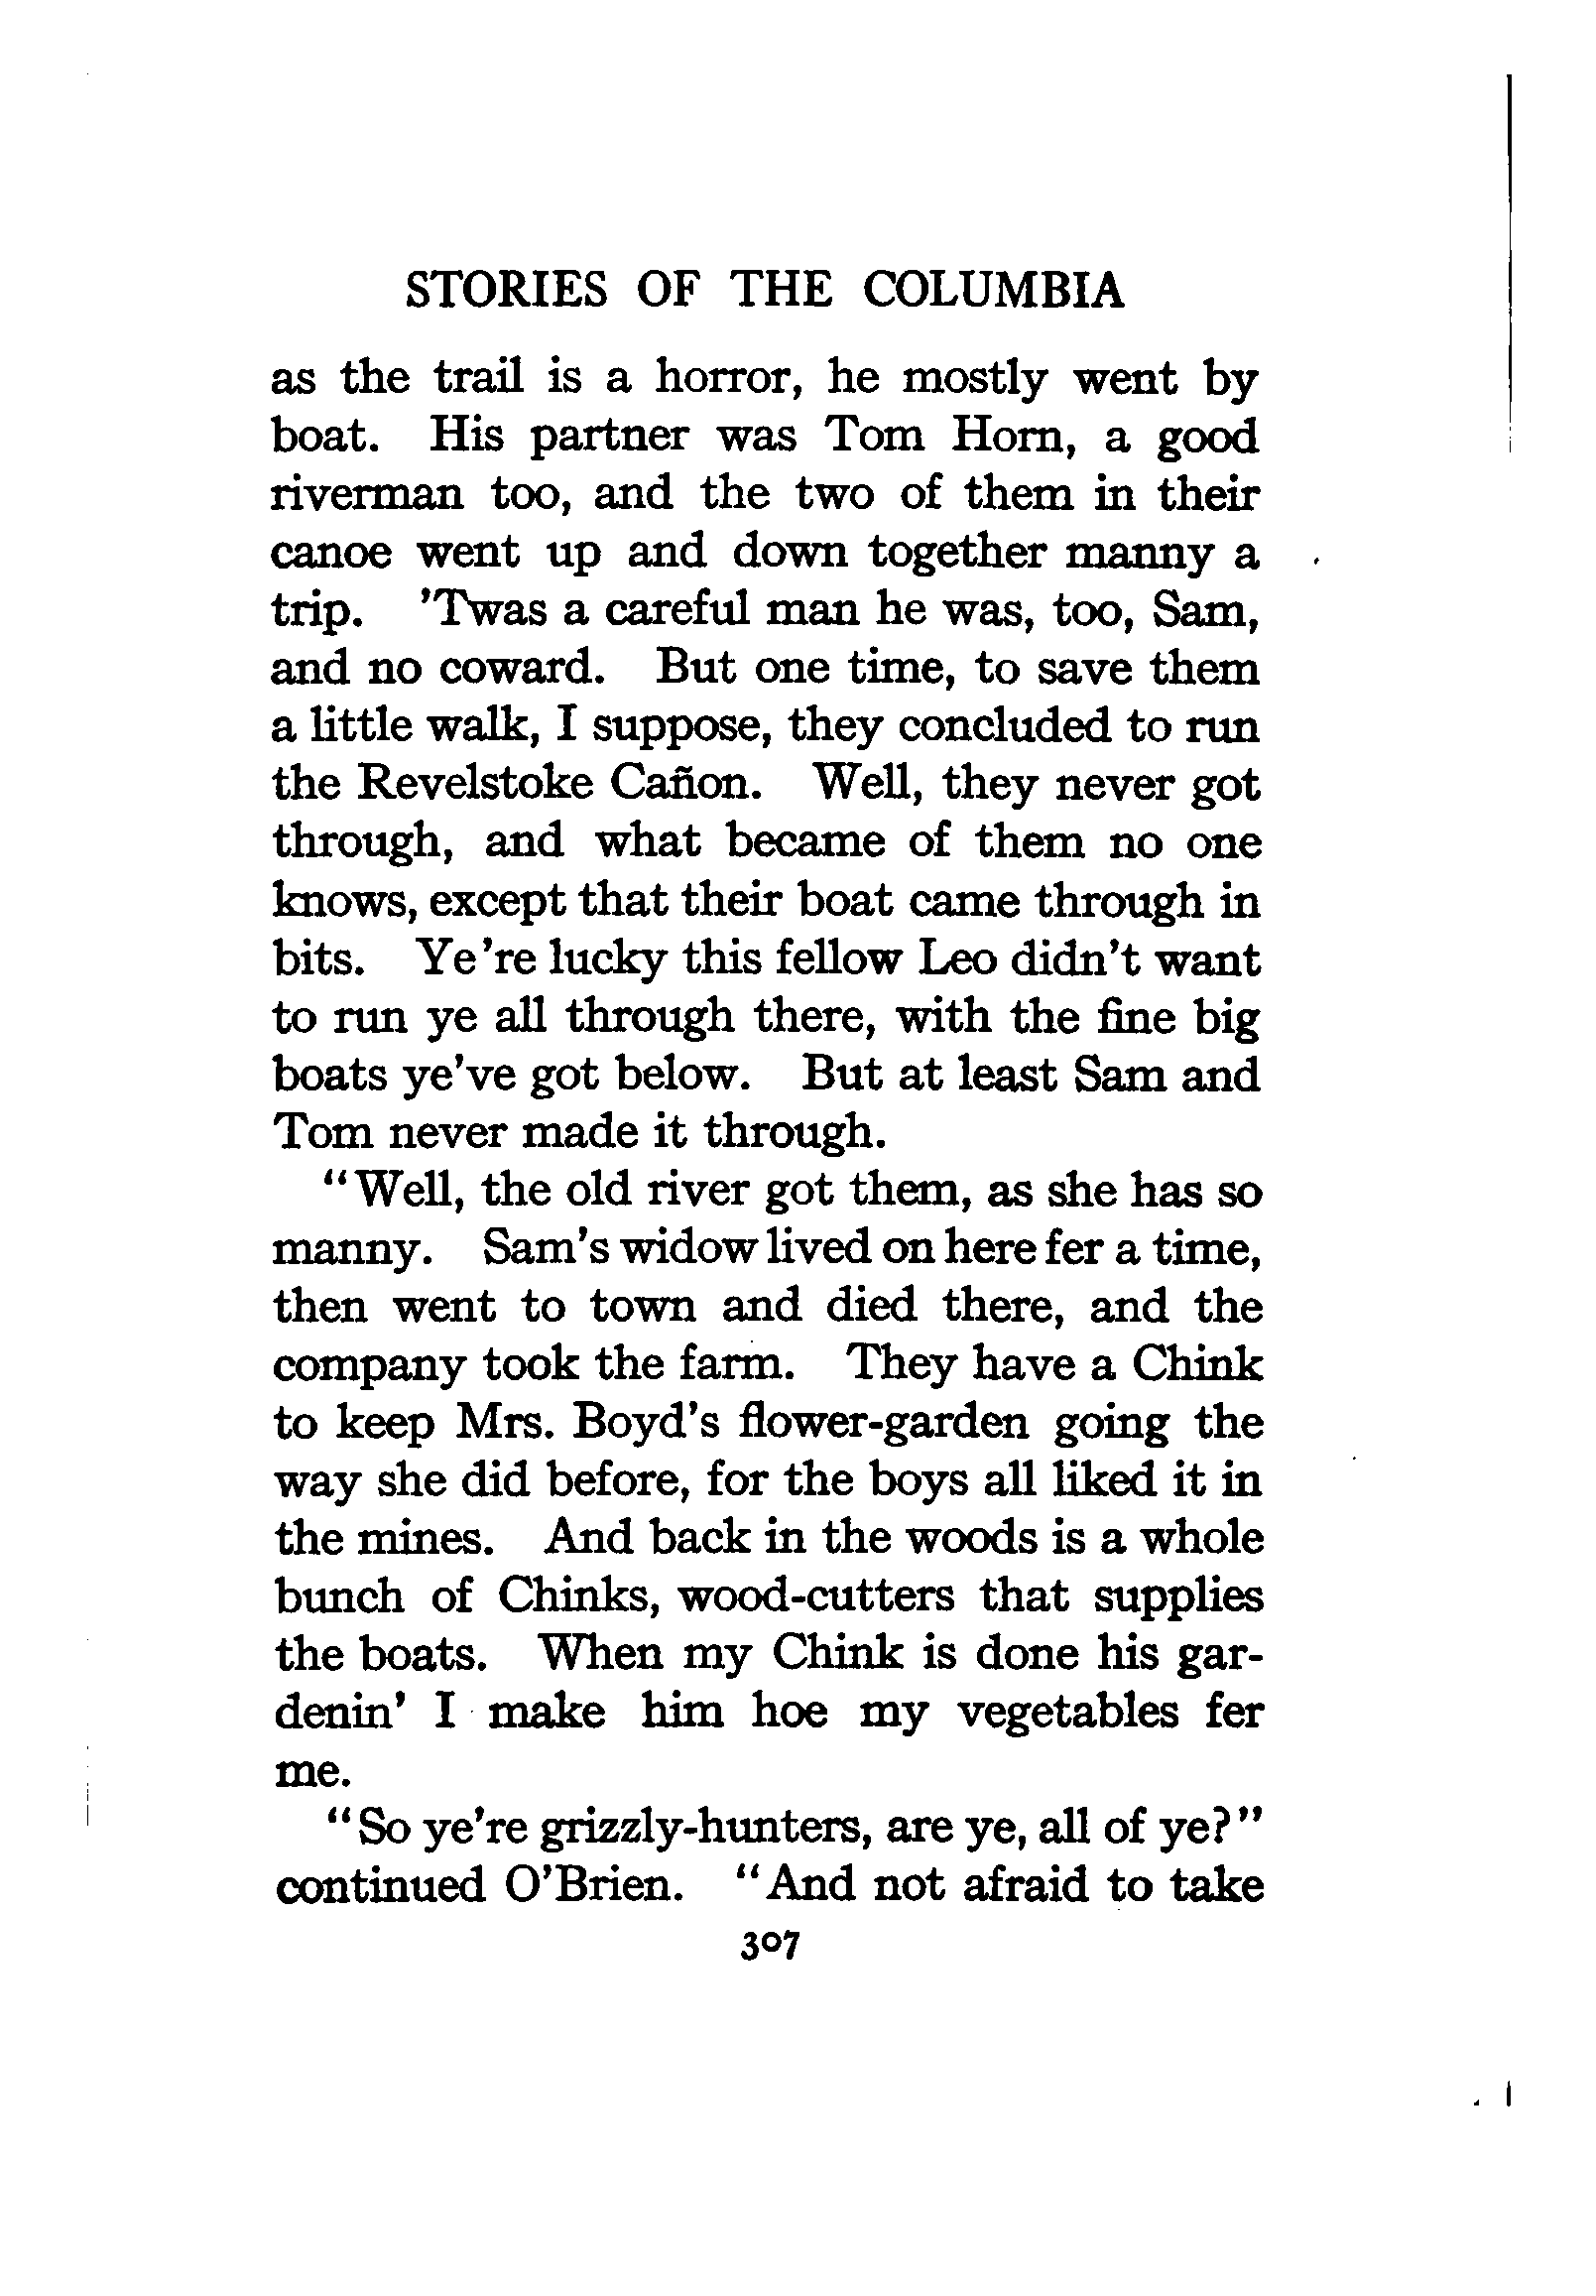 STORIES OF THE COLUMBIA
as the trail is a horror, he mostly went by
boat. His partner was Tom Horn, a good
riverman too, and the two of them in their
canoe went up and down together manny a
trip. 'Twas a careful man he was, too, Sam,
and no coward. But one time, to save them
a little walk, I suppose, they concluded to run
the Revelstoke Cañon. Well, they never got
through, and what became of them no one
knows, except that their boat came through in
bits. Ye're lucky this fellow Leo didn't want
to run ye all through there, with the fine big
boats ye've got below. But at least Sam and
Tom never made it through.
"Well, the old river got them, as she has so
manny. Sam's widow lived on here fer a time,
then went to town and died there, and the
company took the farm. They have a Chink
to keep Mrs. Boyd's flower-garden going the
way she did before, for the boys all liked it in
the mines. And back in the woods is a whole
bunch of Chinks, wood-cutters that supplies
the boats. When my Chink is done his gar-
denin' I make him hoe my vegetables fer
me.
"So ye're grizzly-hunters, are ye, all of ye?"
continued O'Brien. "And not afraid to take
307